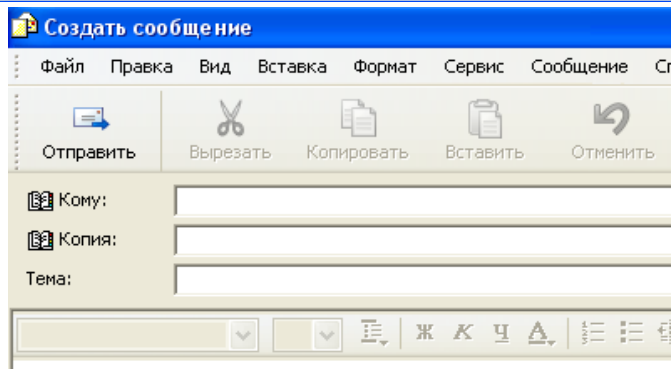 Создать сообщение
Файл Правка Вид Вставка Формат Сервис Сообщение
Отправить Вырезать Копировать Вставить Отменить
Кому:
Копия:
Тема:
Ж К Ч A